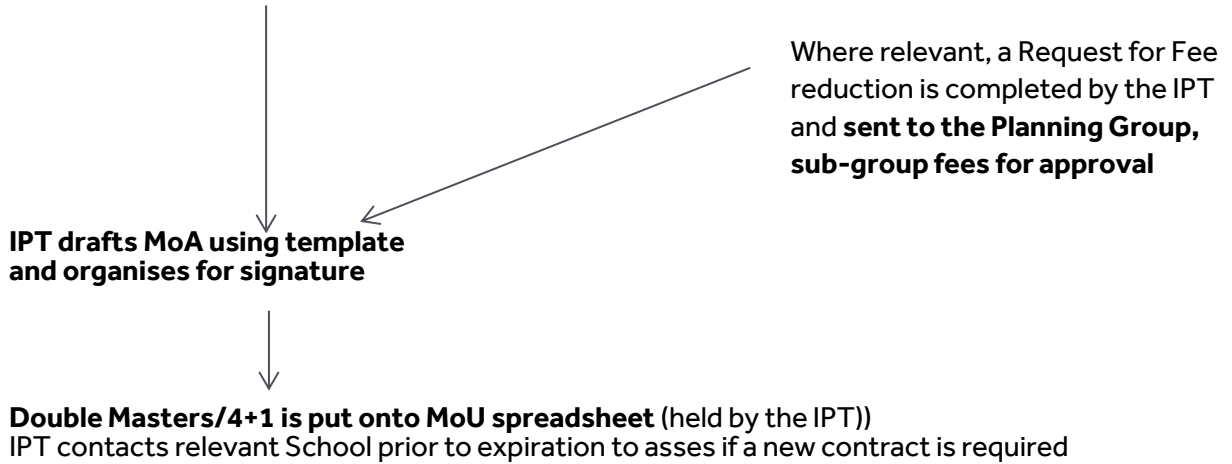 Where relevant, a Request for Fee
reduction is completed by the IPT
and sent to the Planning Group,
sub-group fees for approval
IPT drafts MoA using template
and organises for signature
Double Masters/4+1 is put onto MoU spreadsheet (held by the IPT))
IPT contacts relevant School prior to expiration to asses if a new contract is required